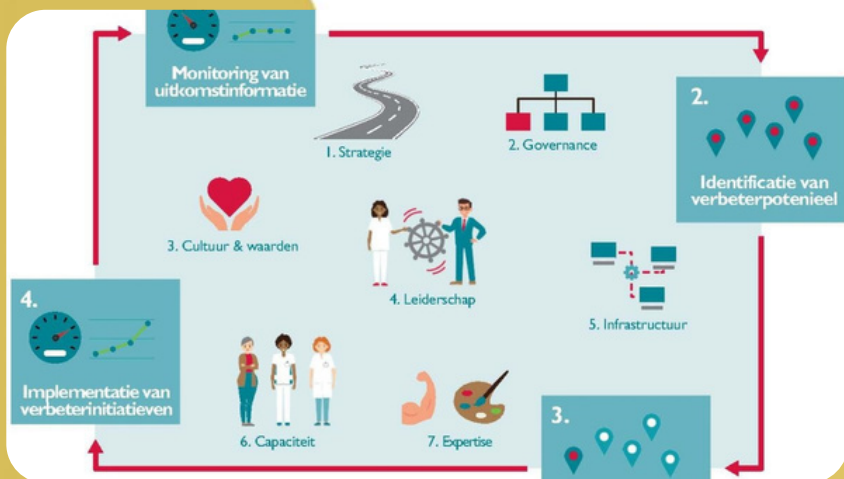 Monitoring van
uitkomstinformatie
1. Strategie
2. Governance
2.
Identificatie van
verbeterpotenieel
3. Cultuur & waarden
4. Leiderschap
5. Infrastructuur
4.
Implementatie van
verbeterinitiatieven
6. Capaciteit
7. Expertise
3.